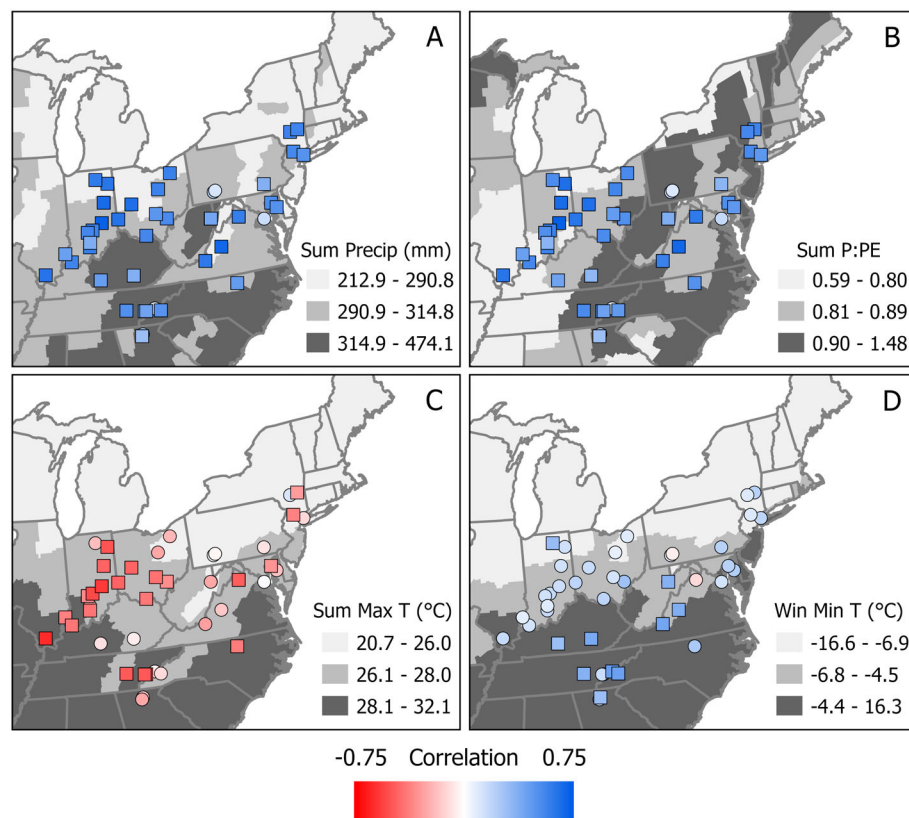 A
Sum Precip (mm)
212.9 - 290.8
290.9 - 314.8
314.9 - 474.1
B
Sum P:PE
0.59 - 0.80
0.81 - 0.89
0.90 - 1.48
C
Sum Max T (°C)
20.7 - 26.0
26.1 - 28.0
28.1 - 32.1
D
Win Min T (°C)
-16.6 - -6.9
-6.8 - -4.5
-4.4 - 16.3
-0.75 Correlation 0.75